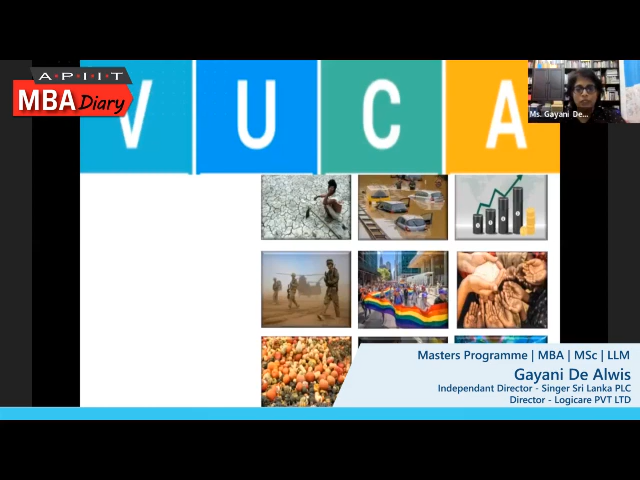 A·P·I·I·T
MBA Diary
V U C A
Ms. Gayani De...
Masters Programme | MBA | MSc | LLM
Gayani De Alwis
Independant Director - Singer Sri Lanka PLC
Director - Logicare PVT LTD